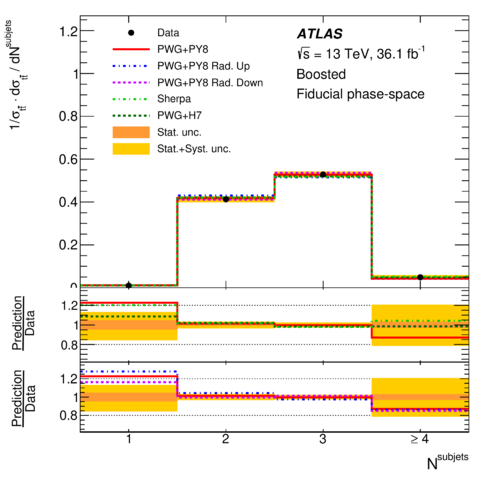 1/σ_tt̄ · dσ_tt̄ / dN^subjets
ATLAS
√s = 13 TeV, 36.1 fb⁻¹
Boosted
Fiducial phase-space
Data
PWG+PY8
PWG+PY8 Rad. Up
PWG+PY8 Rad. Down
Sherpa
PWG+H7
Stat. unc.
Stat.+Syst. unc.
1.2
1
0.8
0.6
0.4
0.2
0
Prediction
Data
1.2
1
0.8
Prediction
Data
1.2
1
0.8
1 2 3 ≥ 4
N^subjets